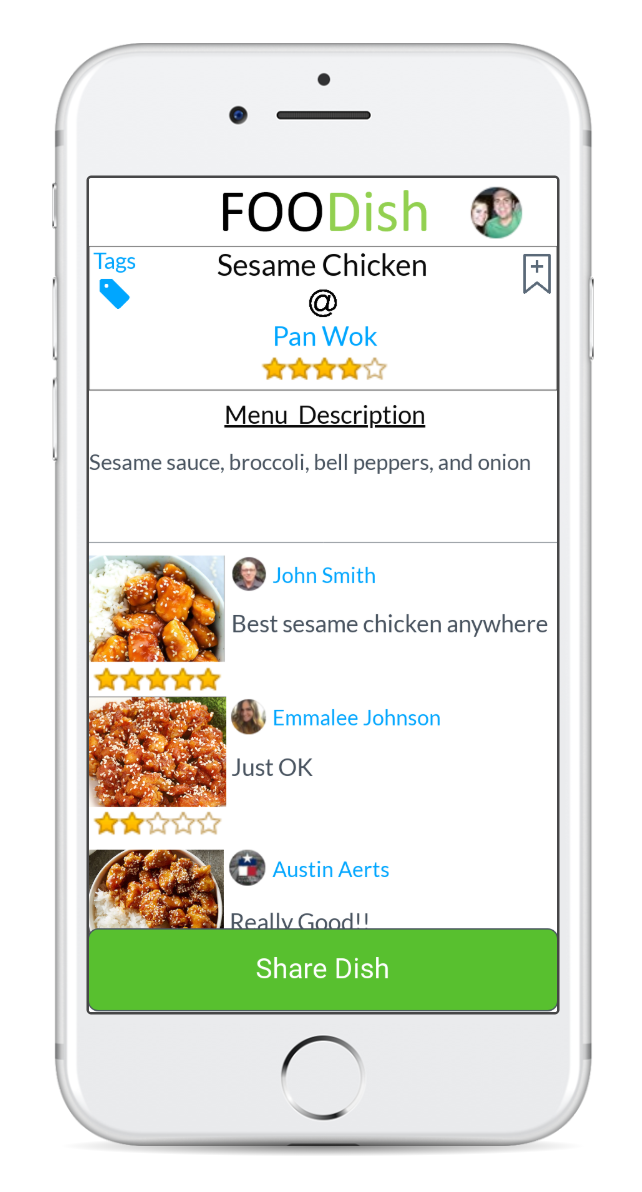 FOODish
Tags
Sesame Chicken
@
Pan Wok
Menu Description
Sesame sauce, broccoli, bell peppers, and onion
John Smith
Best sesame chicken anywhere
Emmalee Johnson
Just OK
Austin Aerts
Really Good!!
Share Dish